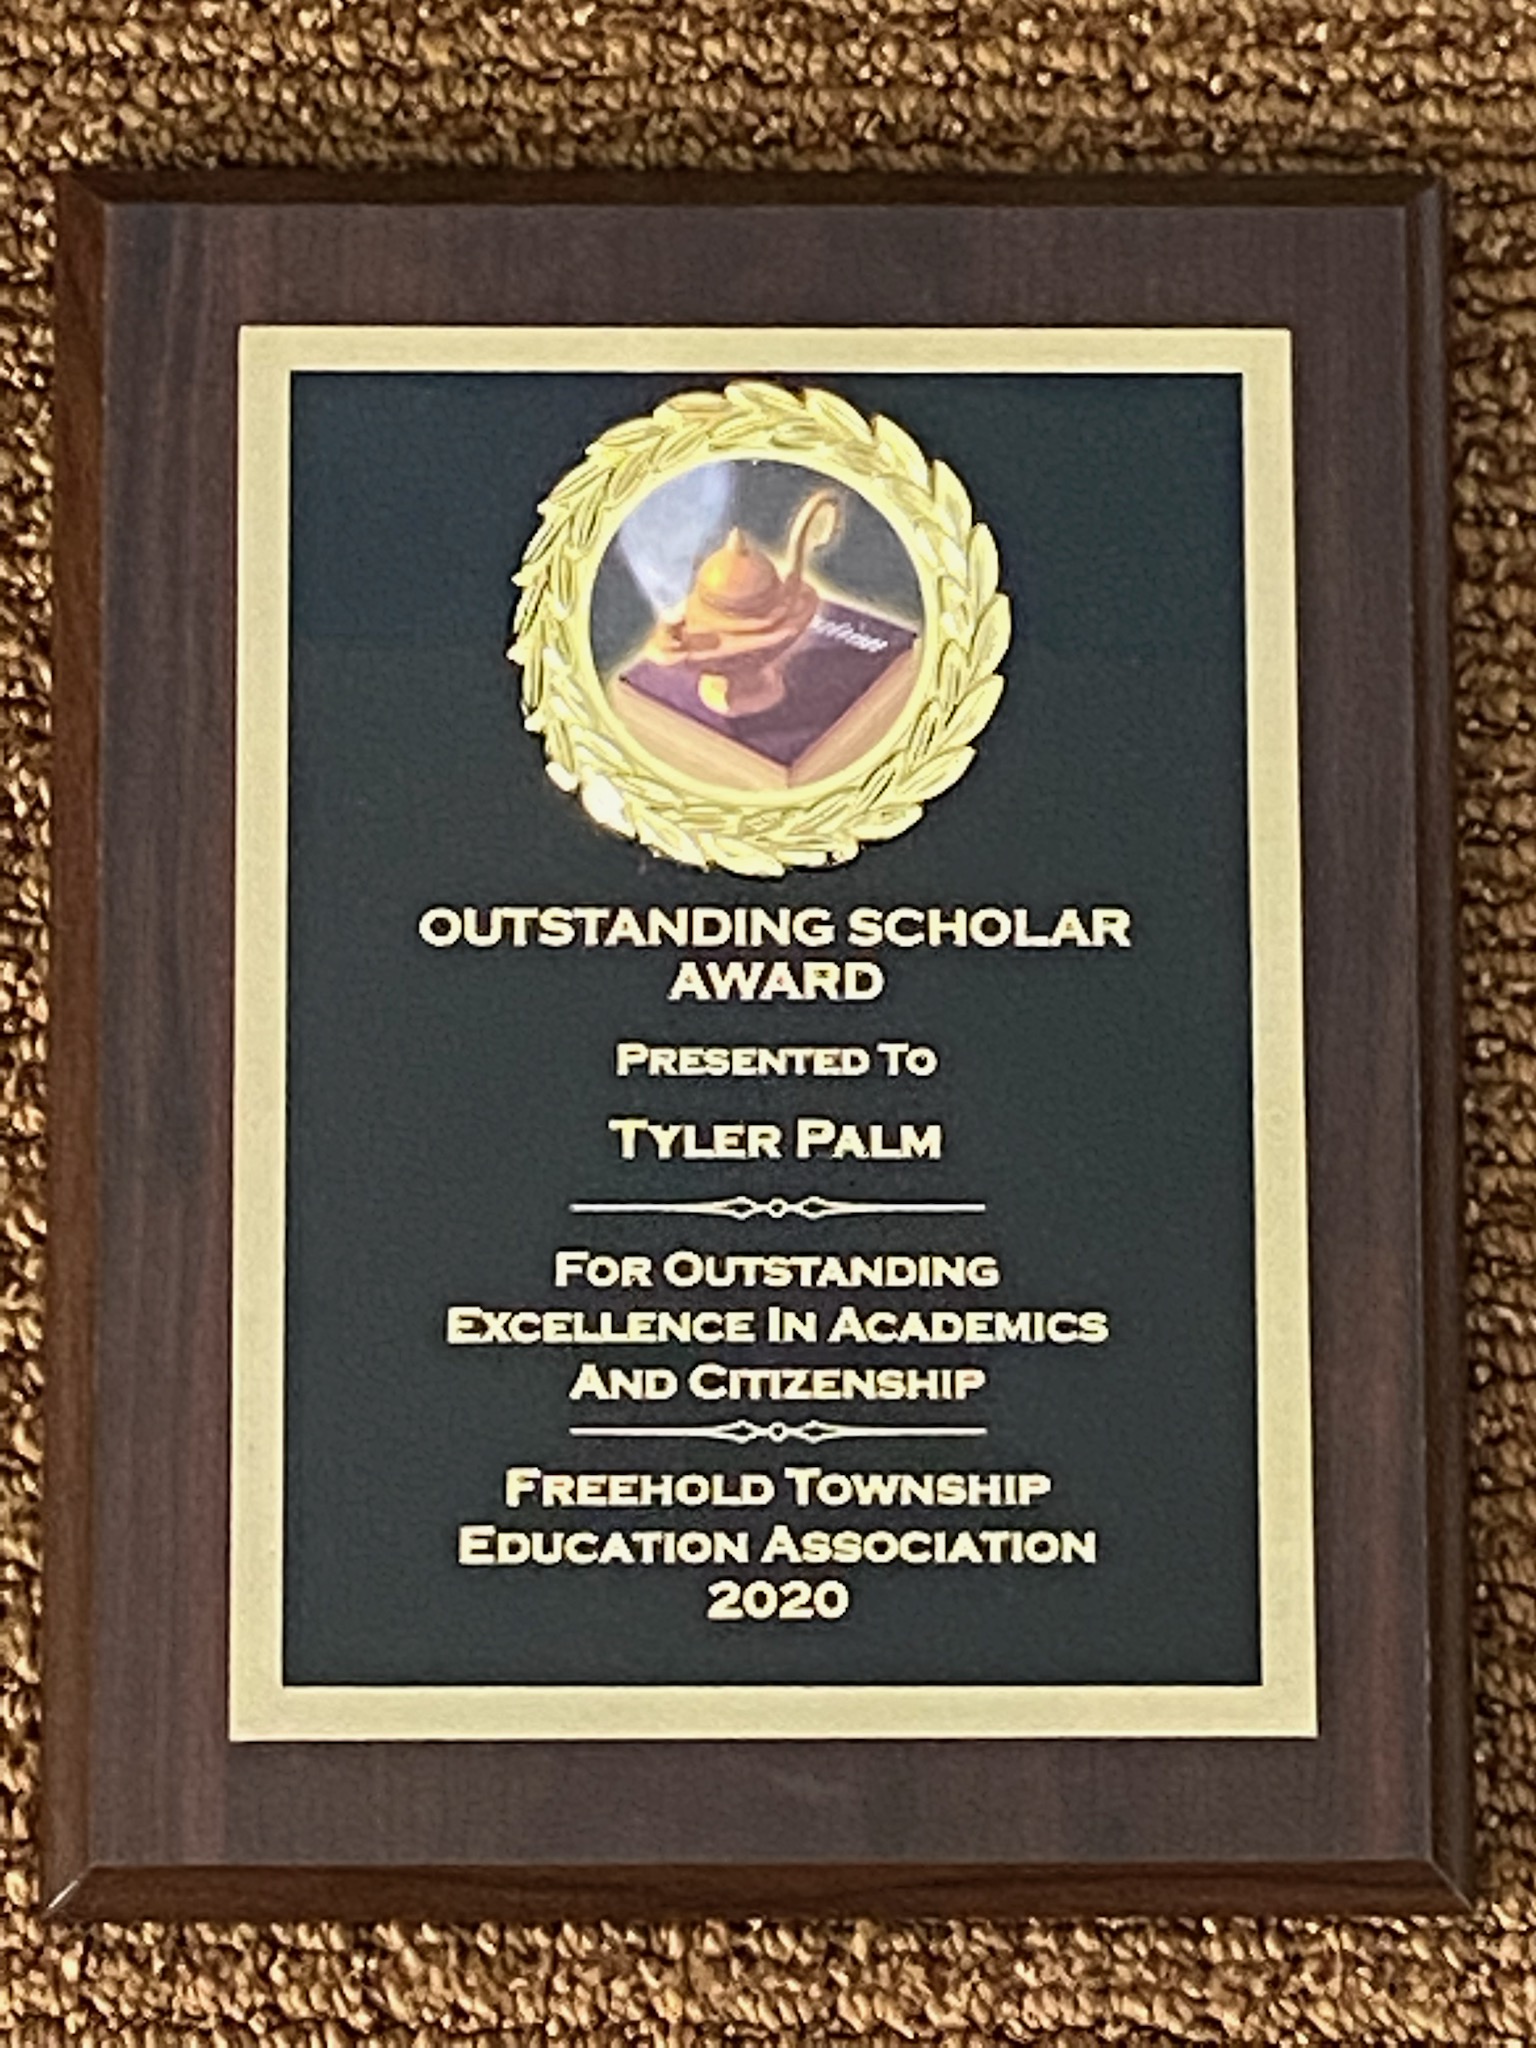 OUTSTANDING SCHOLAR
AWARD
PRESENTED TO
TYLER PALM
FOR OUTSTANDING
EXCELLENCE IN ACADEMICS
AND CITIZENSHIP
FREEHOLD TOWNSHIP
EDUCATION ASSOCIATION
2020